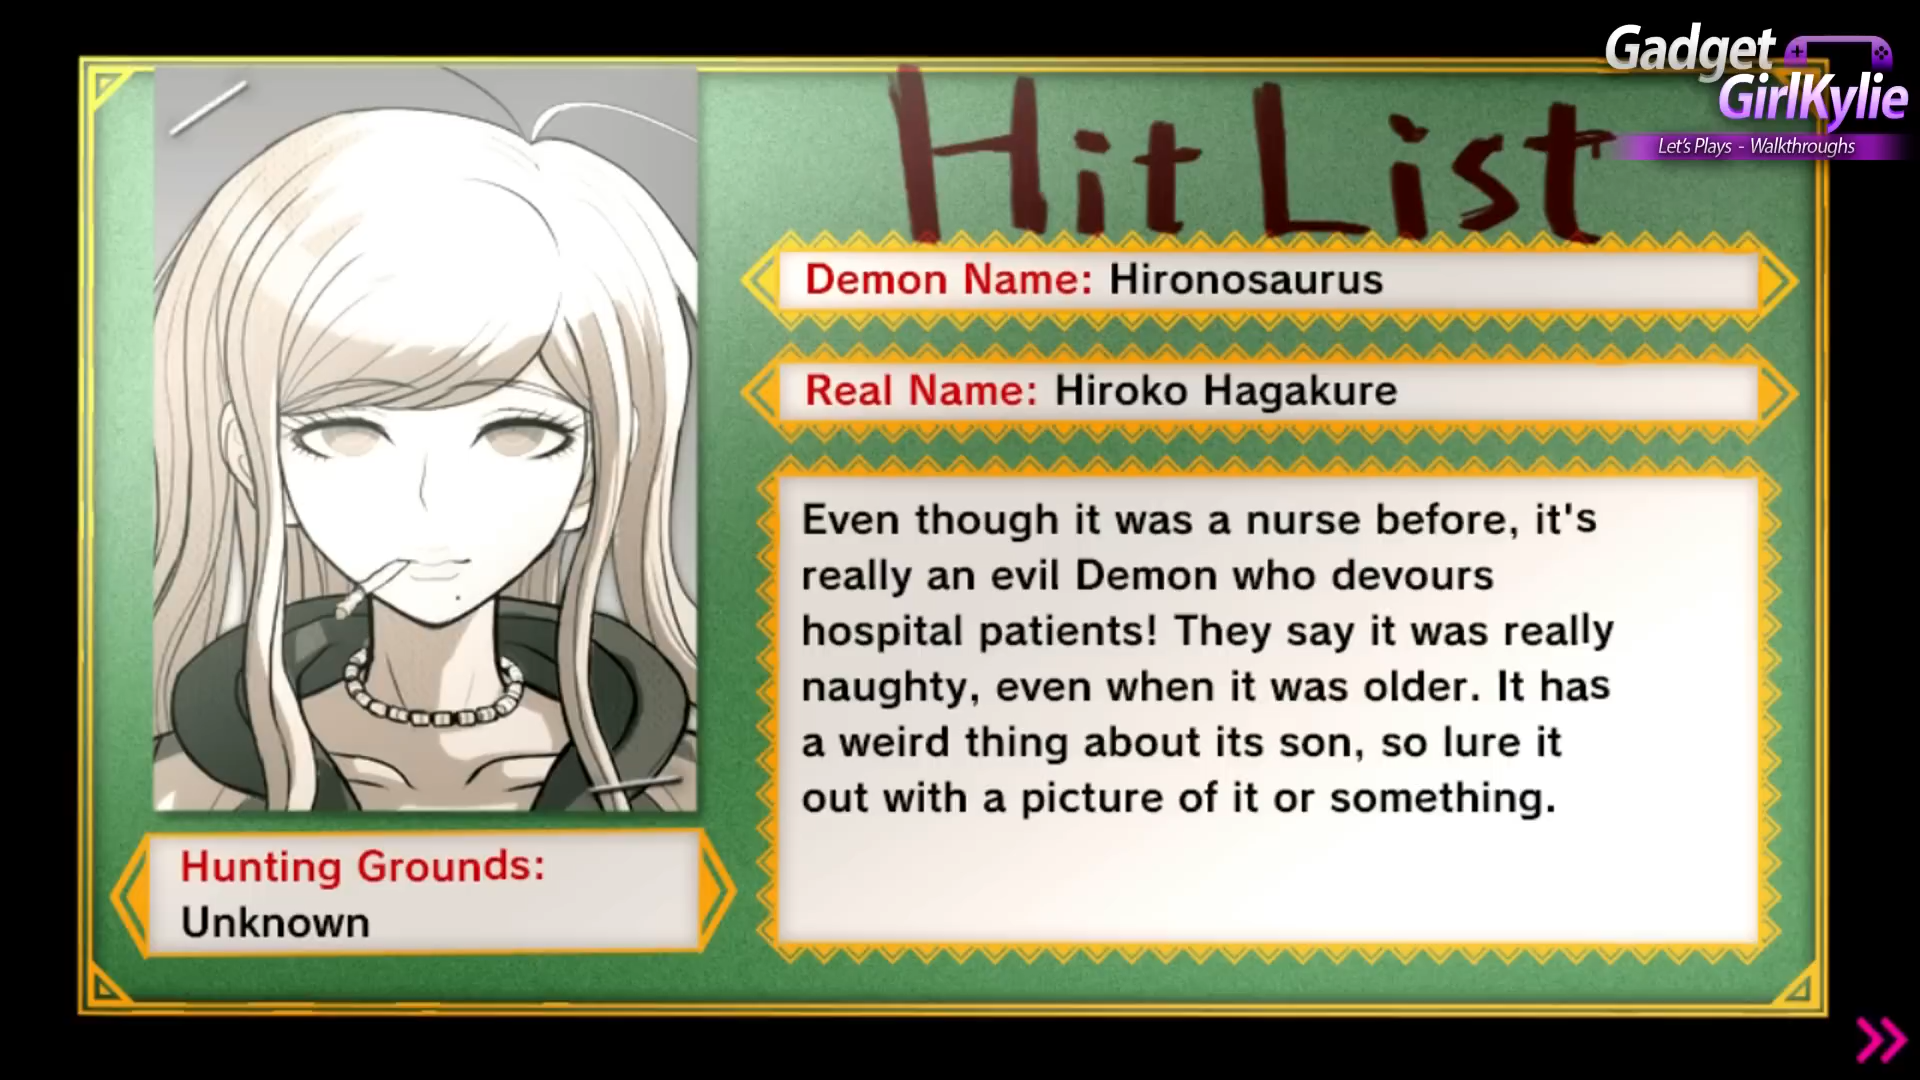 Gadget
GirlKylie
Let's Plays - Walkthroughs
Hit List
Demon Name: Hironosaurus
Real Name: Hiroko Hagakure
Even though it was a nurse before, it's
really an evil Demon who devours
hospital patients! They say it was really
naughty, even when it was older. It has
a weird thing about its son, so lure it
out with a picture of it or something.
Hunting Grounds:
Unknown